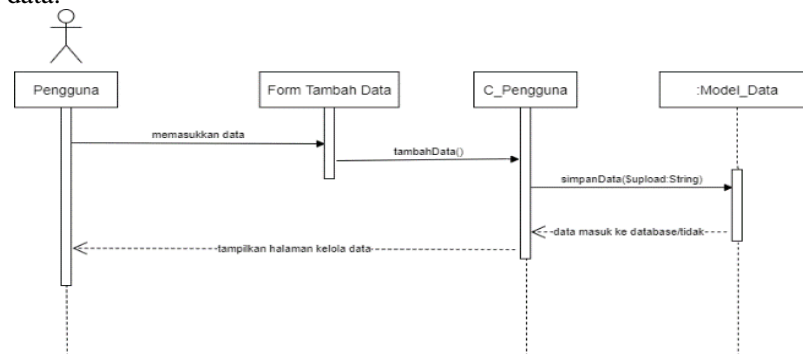 data.
Pengguna
Form Tambah Data
C_Pengguna
:Model_Data
memasukkan data
tambahData()
simpanData($upload:String)
data masuk ke database/tidak
tampilkan halaman kelola data